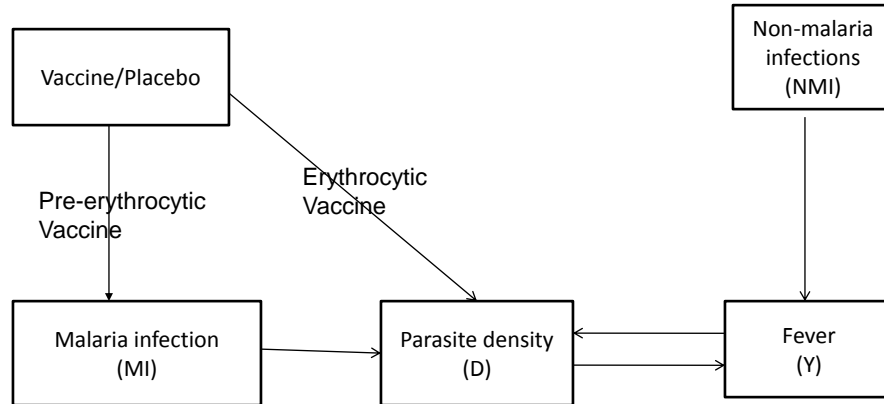 Vaccine/Placebo
Non-malaria
infections
(NMI)
Pre-erythrocytic
Vaccine
Erythrocytic
Vaccine
Malaria infection
(MI)
Parasite density
(D)
Fever
(Y)